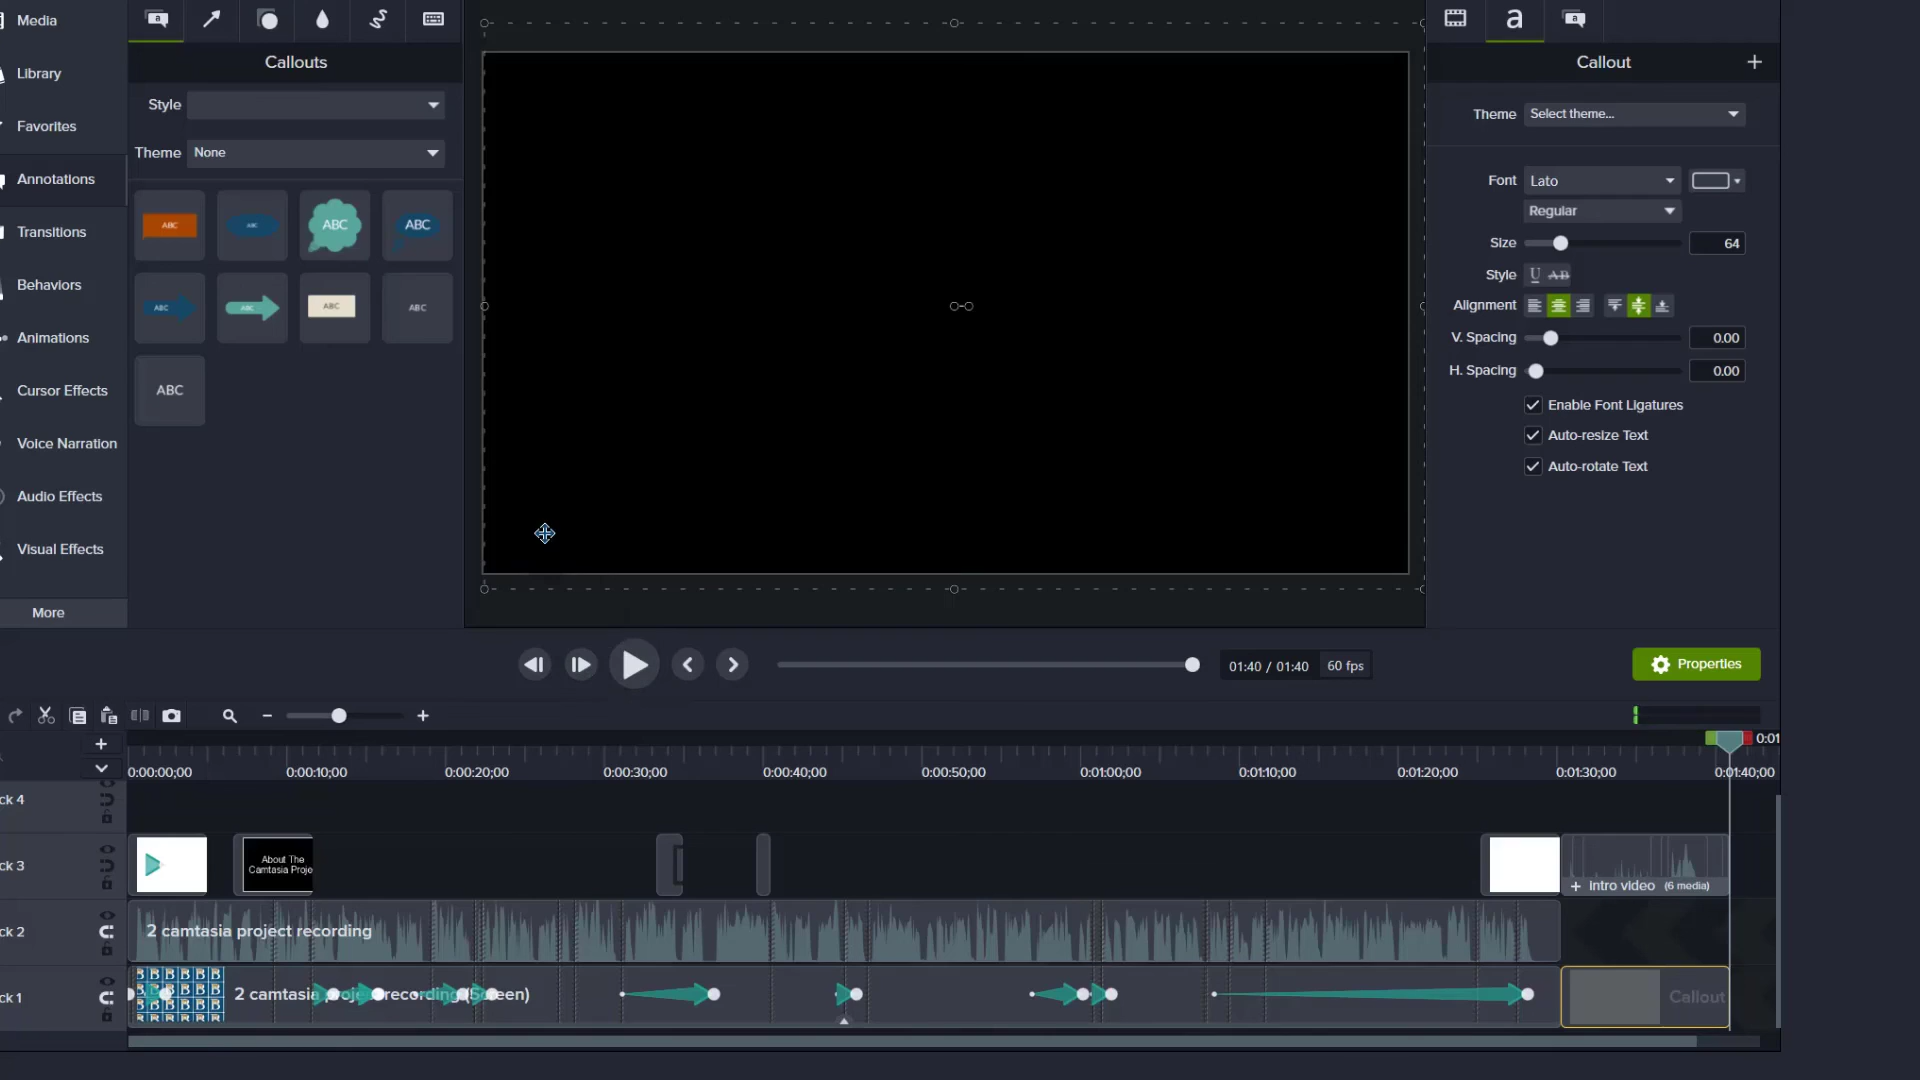 Media
Library
Favorites
Annotations
Transitions
Behaviors
Animations
Cursor Effects
Voice Narration
Audio Effects
Visual Effects
More
a
Callouts
Style
Theme None
ABC ABC ABC ABC
ABC ABC ABC ABC
ABC
a a
Callout
Theme Select theme...
Font Lato
Regular
Size 64
Style U AB
Alignment
V. Spacing 0.00
H. Spacing 0.00
Enable Font Ligatures
Auto-resize Text
Auto-rotate Text
01:40 / 01:40 60 fps
Properties
0:01
0:00:00;00 0:00:10;00 0:00:20;00 0:00:30;00 0:00:40;00 0:00:50;00 0:01:00;00 0:01:10;00 0:01:20;00 0:01:30;00 0:01:40;00
ck 4
ck 3
About The
Camtasia Proje
+ Intro video (6 media)
ck 2
2 camtasia project recording
ck 1
2 camtasia project recording (Screen)
Callout